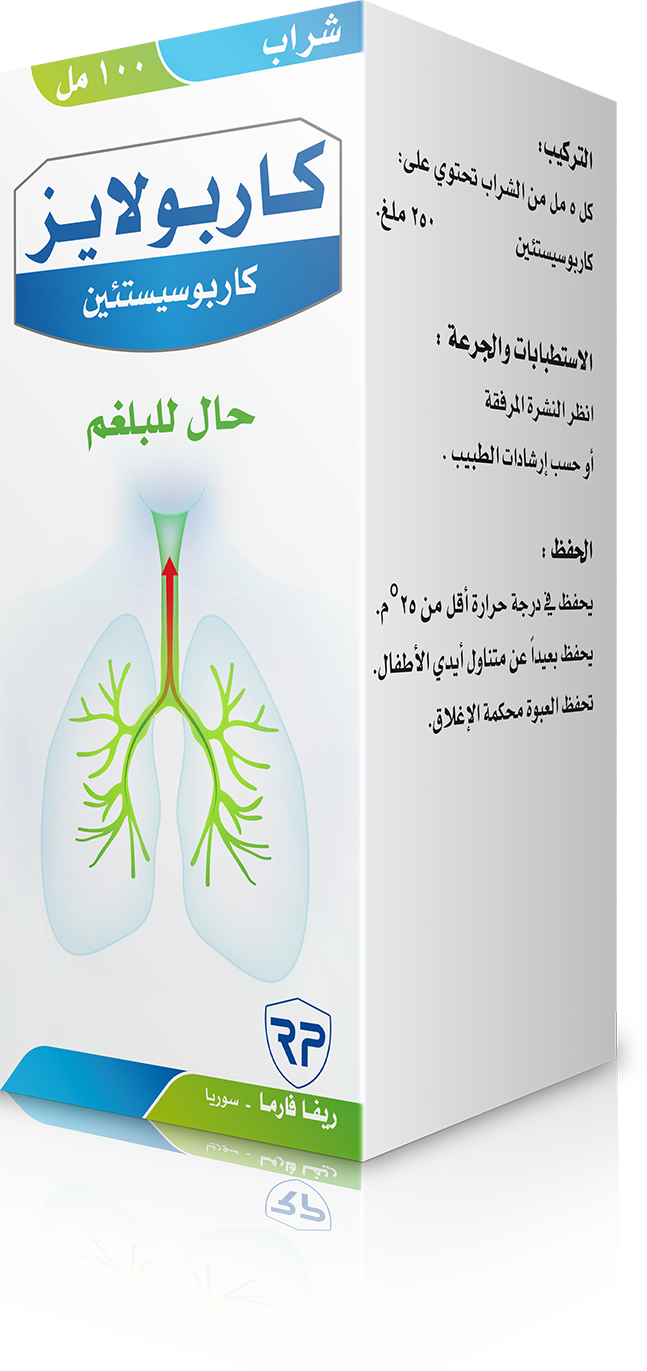 شراب
١٠٠ مل
كاربولايز
كاربوسيستئين
حال للبلغم
RP
ريفا فارما - سوريا
التركيب:
كل ٥ مل من الشراب تحتوي على:
كاربوسيستئين ٢٥٠ ملغ.
الاستطبابات والجرعة :
انظر النشرة المرفقة
أو حسب إرشادات الطبيب .
الحفظ :
يحفظ في درجة حرارة أقل من ٢٥°م.
يحفظ بعيداً عن متناول أيدي الأطفال.
تحفظ العبوة محكمة الإغلاق.